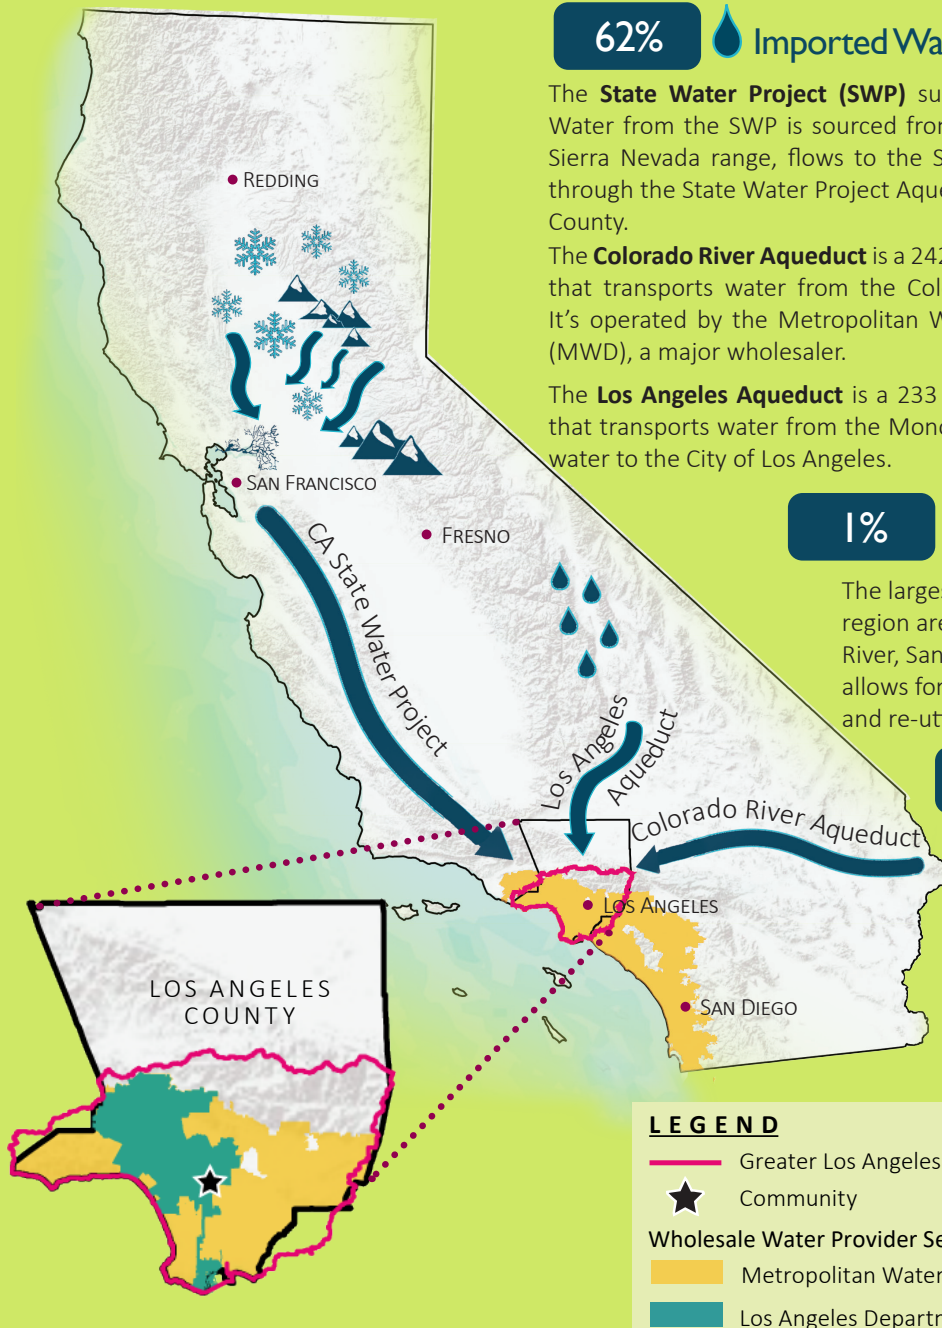 62%
Imported Wa
The State Water Project (SWP) su
Water from the SWP is sourced from
Sierra Nevada range, flows to the S
through the State Water Project Aque
County.
The Colorado River Aqueduct is a 242
that transports water from the Col
It's operated by the Metropolitan W
(MWD), a major wholesaler.
The Los Angeles Aqueduct is a 233
that transports water from the Mono
water to the City of Los Angeles.
1%
The larges
region are
River, San
allows for
and re-ut
REDDING
SAN FRANCISCO
FRESNO
CA State Water Project
Los Angeles
Aqueduct
Colorado River Aqueduct
LOS ANGELES
SAN DIEGO
LOS ANGELES
COUNTY
LEGEND
Greater Los Angeles
Community
Wholesale Water Provider Se
Metropolitan Water
Los Angeles Departm